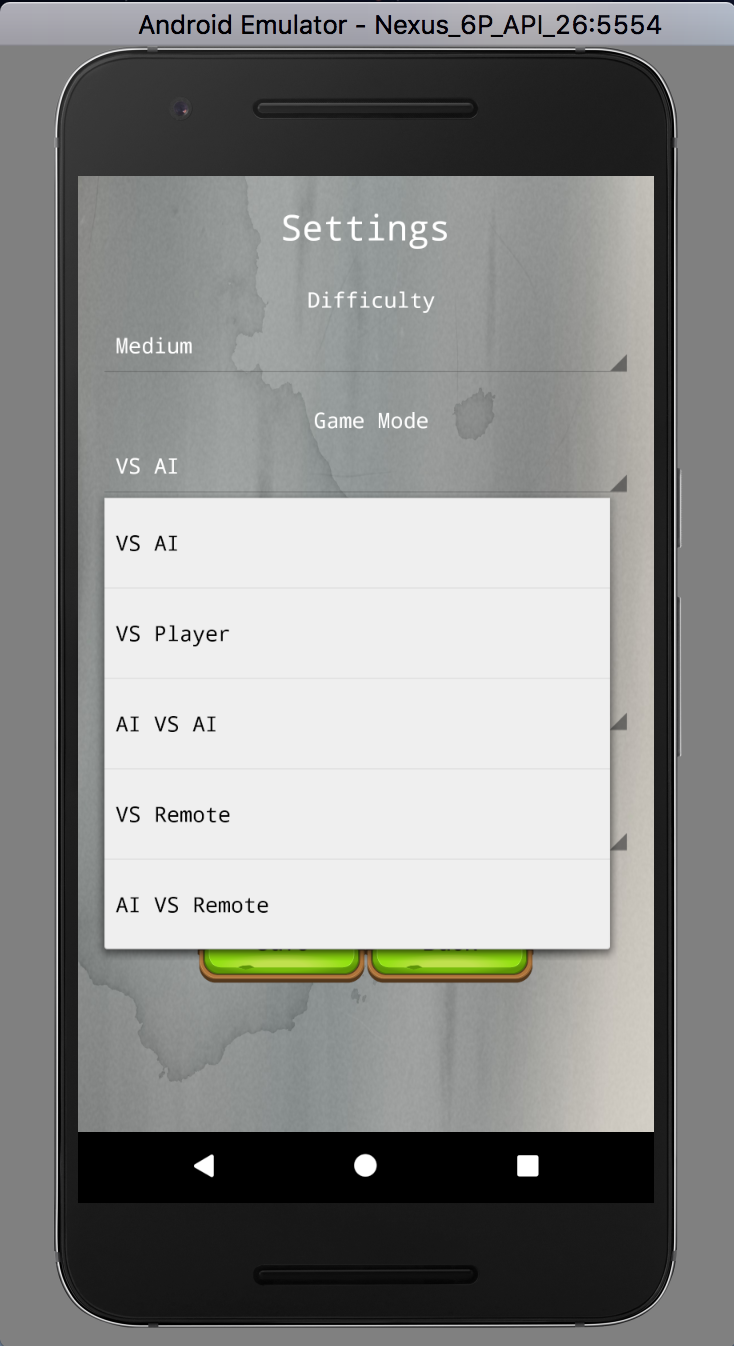 Android Emulator - Nexus_6P_API_26:5554
Settings
Difficulty
Medium
Game Mode
VS AI
VS AI
VS Player
AI VS AI
VS Remote
AI VS Remote